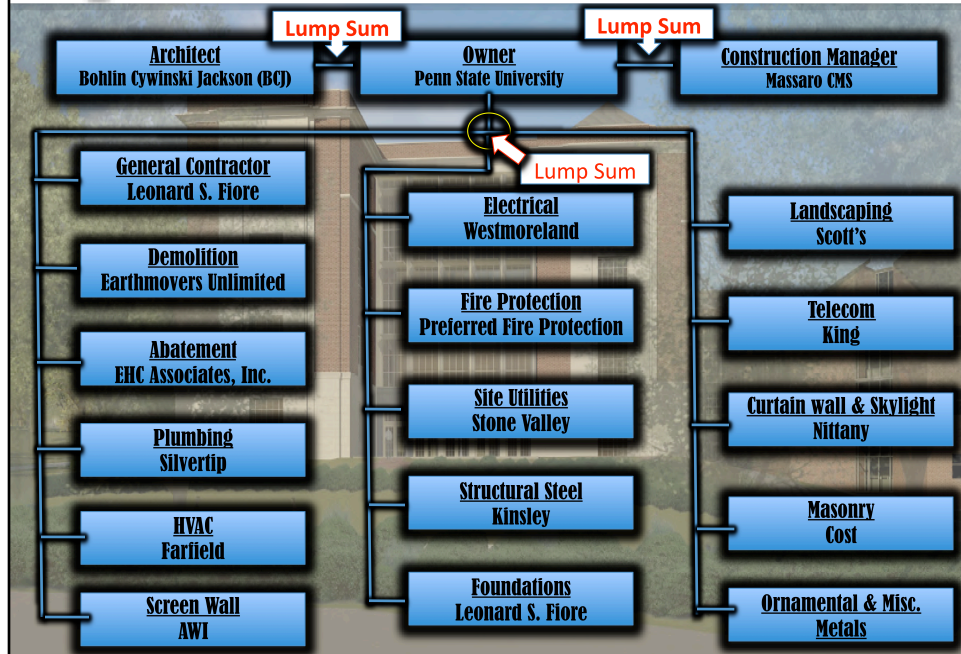 Lump Sum
Lump Sum
Architect
Bohlin Cywinski Jackson (BCJ)
Owner
Penn State University
Construction Manager
Massaro CMS
Lump Sum
General Contractor
Leonard S. Fiore
Demolition
Earthmovers Unlimited
Abatement
EHC Associates, Inc.
Plumbing
Silvertip
HVAC
Farfield
Screen Wall
AWI
Electrical
Westmoreland
Fire Protection
Preferred Fire Protection
Site Utilities
Stone Valley
Structural Steel
Kinsley
Foundations
Leonard S. Fiore
Landscaping
Scott's
Telecom
King
Curtain wall & Skylight
Nittany
Masonry
Cost
Ornamental & Misc.
Metals